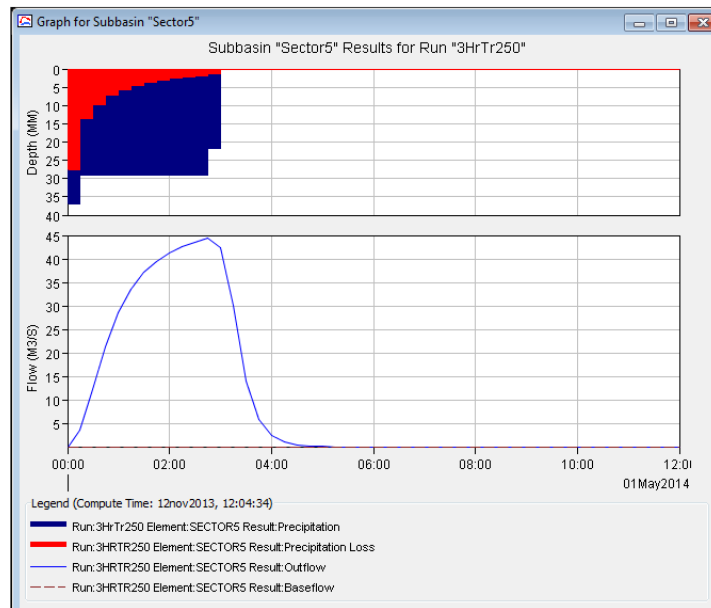 Graph for Subbasin "Sector5"
Subbasin "Sector5" Results for Run "3HrTr250"
0
5
10
15
20
25
30
35
40
Depth (MM)
45
40
35
30
25
20
15
10
5
Flow (M3/S)
00:00 02:00 04:00 06:00 08:00 10:00 12:0
01May2014
Legend (Compute Time: 12nov2013, 12:04:34)
Run:3HrTr250 Element:SECTOR5 Result:Precipitation
Run:3HRTR250 Element:SECTOR5 Result:Precipitation Loss
Run:3HRTR250 Element:SECTOR5 Result:Outflow
Run:3HRTR250 Element:SECTOR5 Result:Baseflow